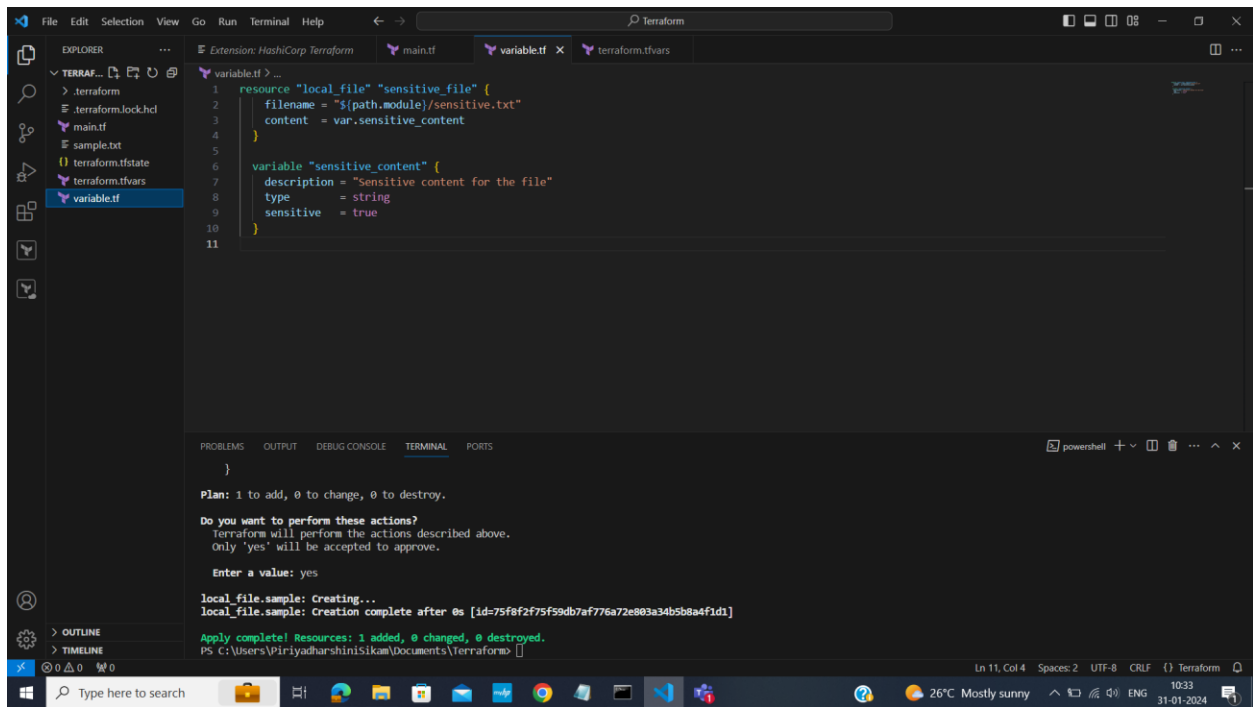 File Edit Selection View Go Run Terminal Help
Terraform
EXPLORER
Extension: HashiCorp Terraform
main.tf
variable.tf
terraform.tfvars
TERRAF...
.terraform
.terraform.lock.hcl
main.tf
sample.txt
{} terraform.tfstate
terraform.tfvars
variable.tf
OUTLINE
TIMELINE
variable.tf > ...
1 resource "local_file" "sensitive_file" {
2 filename = "${path.module}/sensitive.txt"
3 content = var.sensitive_content
4 }
5
6 variable "sensitive_content" {
7 description = "Sensitive content for the file"
8 type = string
9 sensitive = true
10 }
11
PROBLEMS OUTPUT DEBUG CONSOLE TERMINAL PORTS
powershell
}
Plan: 1 to add, 0 to change, 0 to destroy.
Do you want to perform these actions?
Terraform will perform the actions described above.
Only 'yes' will be accepted to approve.
Enter a value: yes
local_file.sample: Creating...
local_file.sample: Creation complete after 0s [id=75f8f2f75f59db7af776a72e803a34b5b8a4f1d1]
Apply complete! Resources: 1 added, 0 changed, 0 destroyed.
PS C:\Users\PiriyadharshiniSikam\Documents\Terraform>
0 0 0
Ln 11, Col 4 Spaces: 2 UTF-8 CRLF {} Terraform
Type here to search
26°C Mostly sunny
ENG
10:33
31-01-2024
1